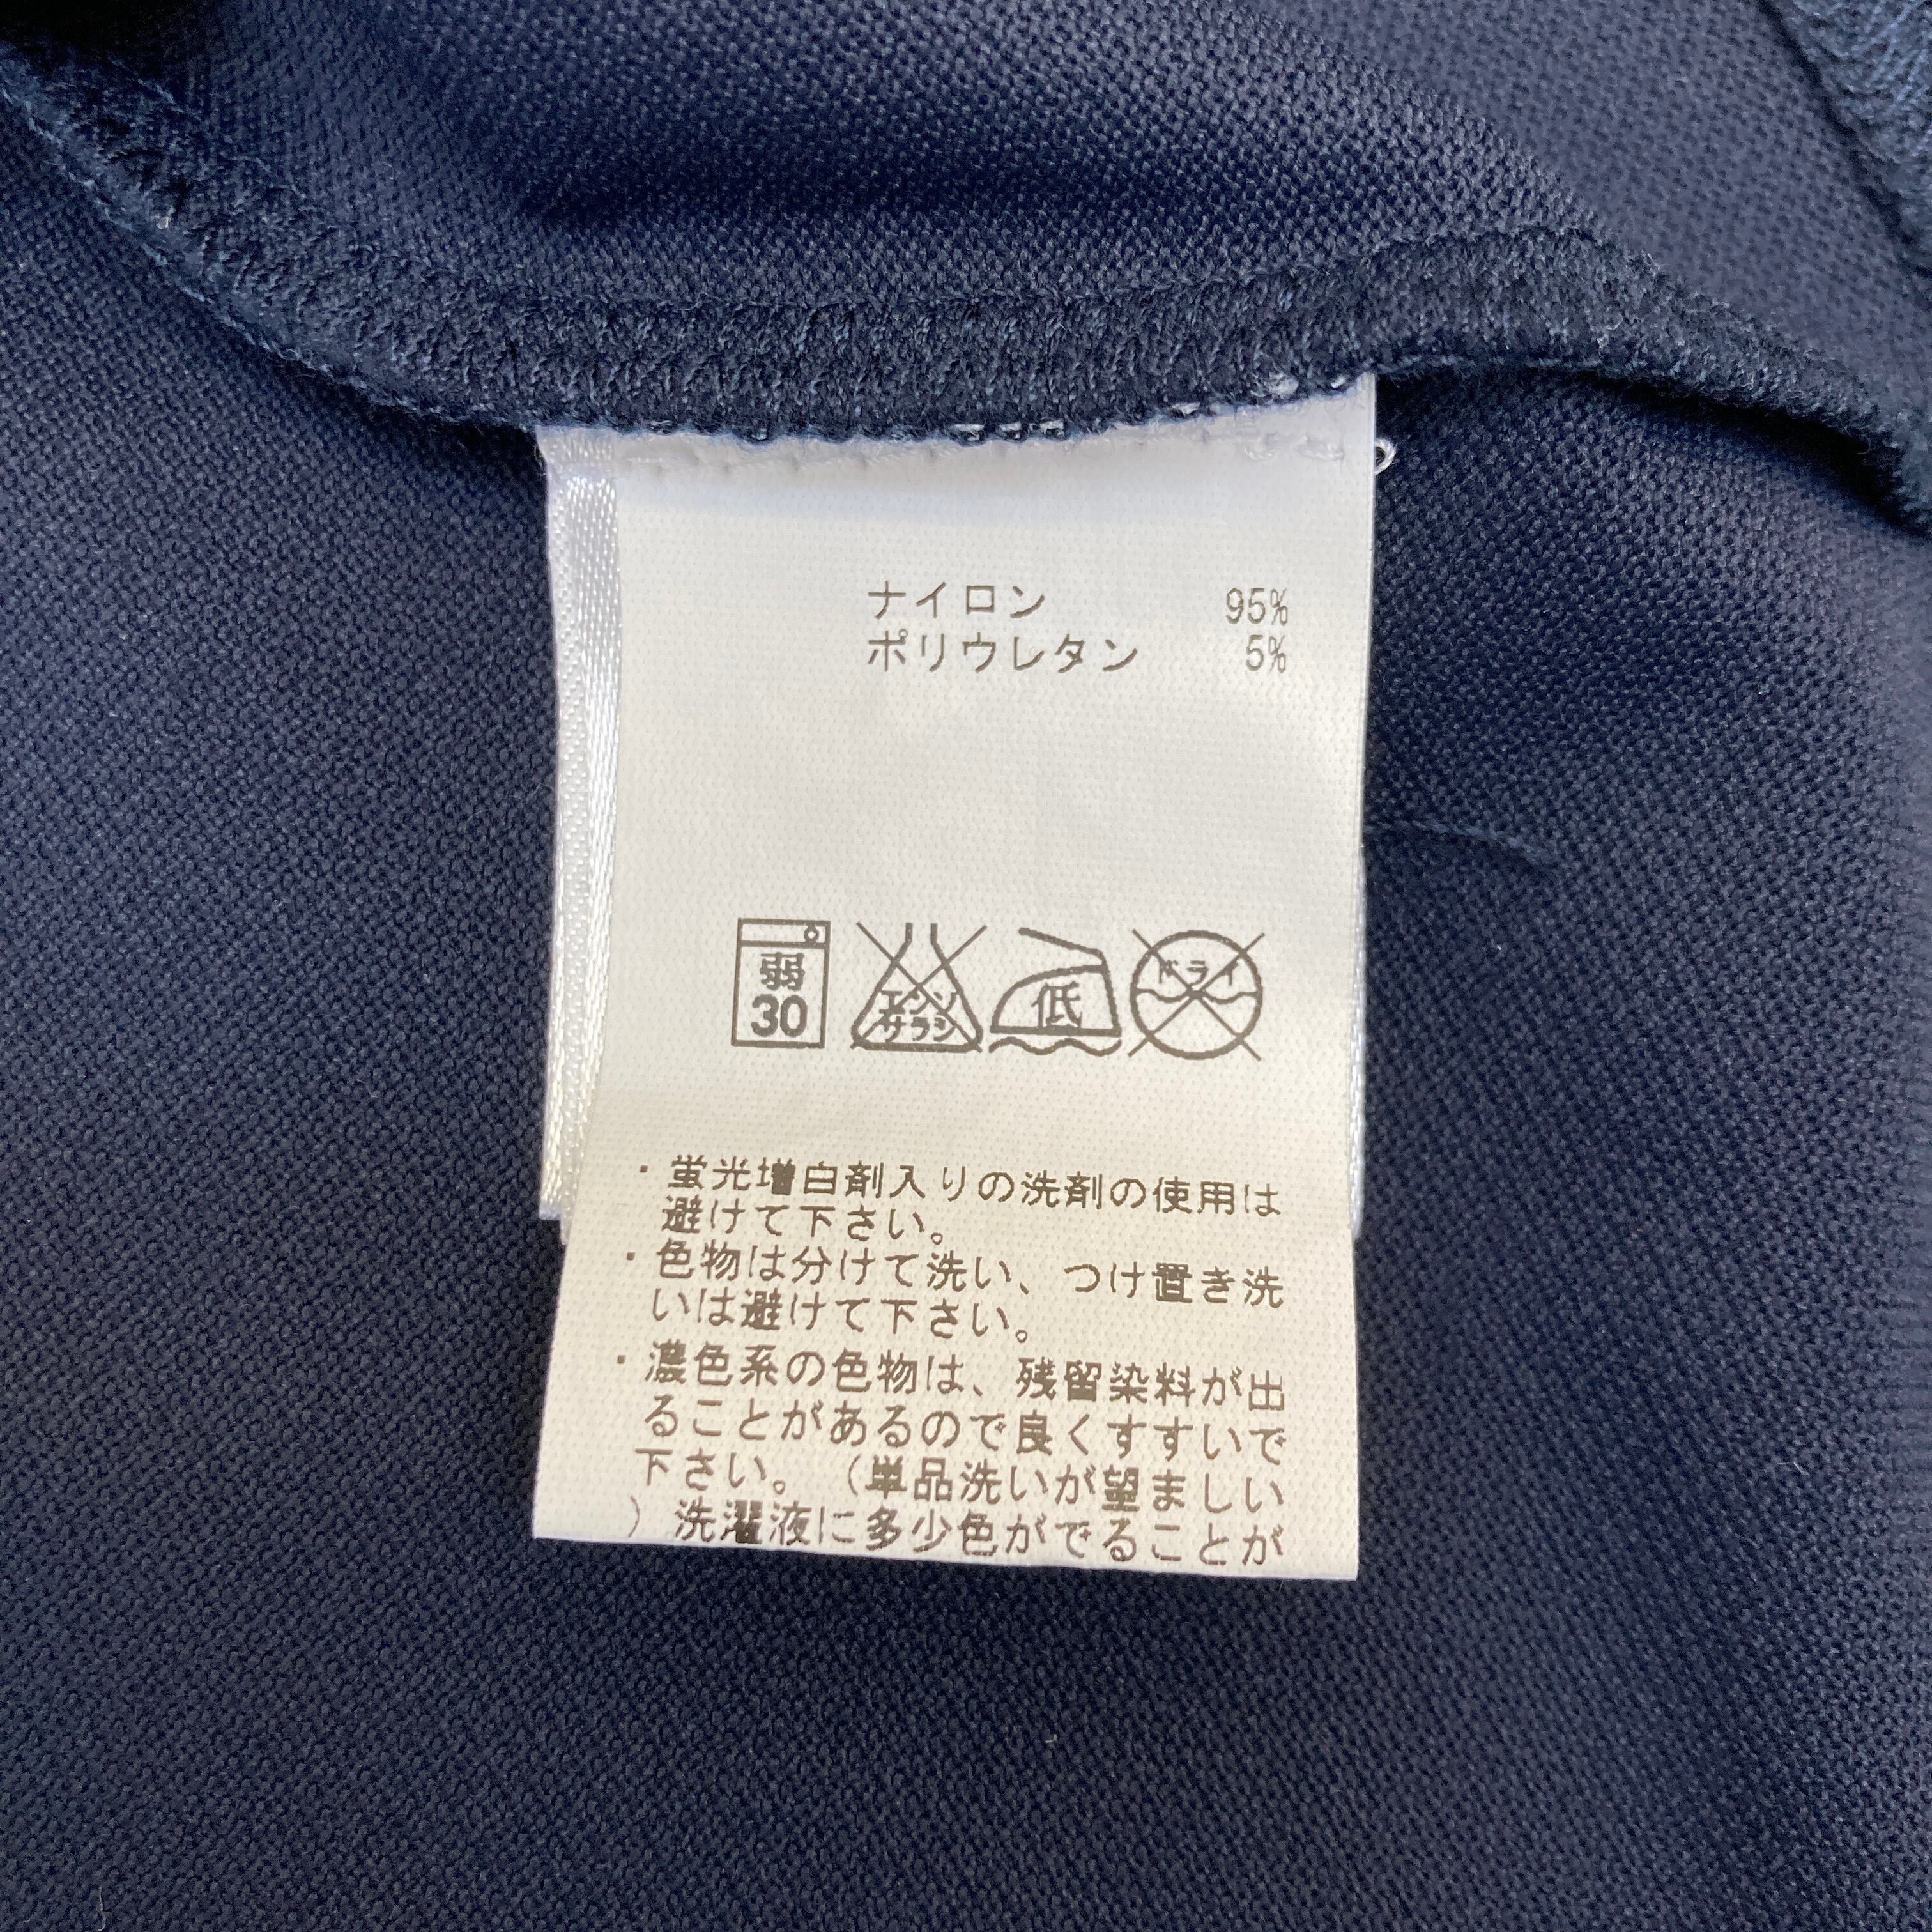 ナイロン 95%
ポリウレタン 5%
弱 エンソ 低 ドライ
30 サラシ
・蛍光増白剤入りの洗剤の使用は
避けて下さい。
・色物は分けて洗い、つけ置き洗
いは避けて下さい。
・濃色系の色物は、残留染料が出
ることがあるので良くすすいで
下さい。（単品洗いが望ましい
）洗濯液に多少色がでることが